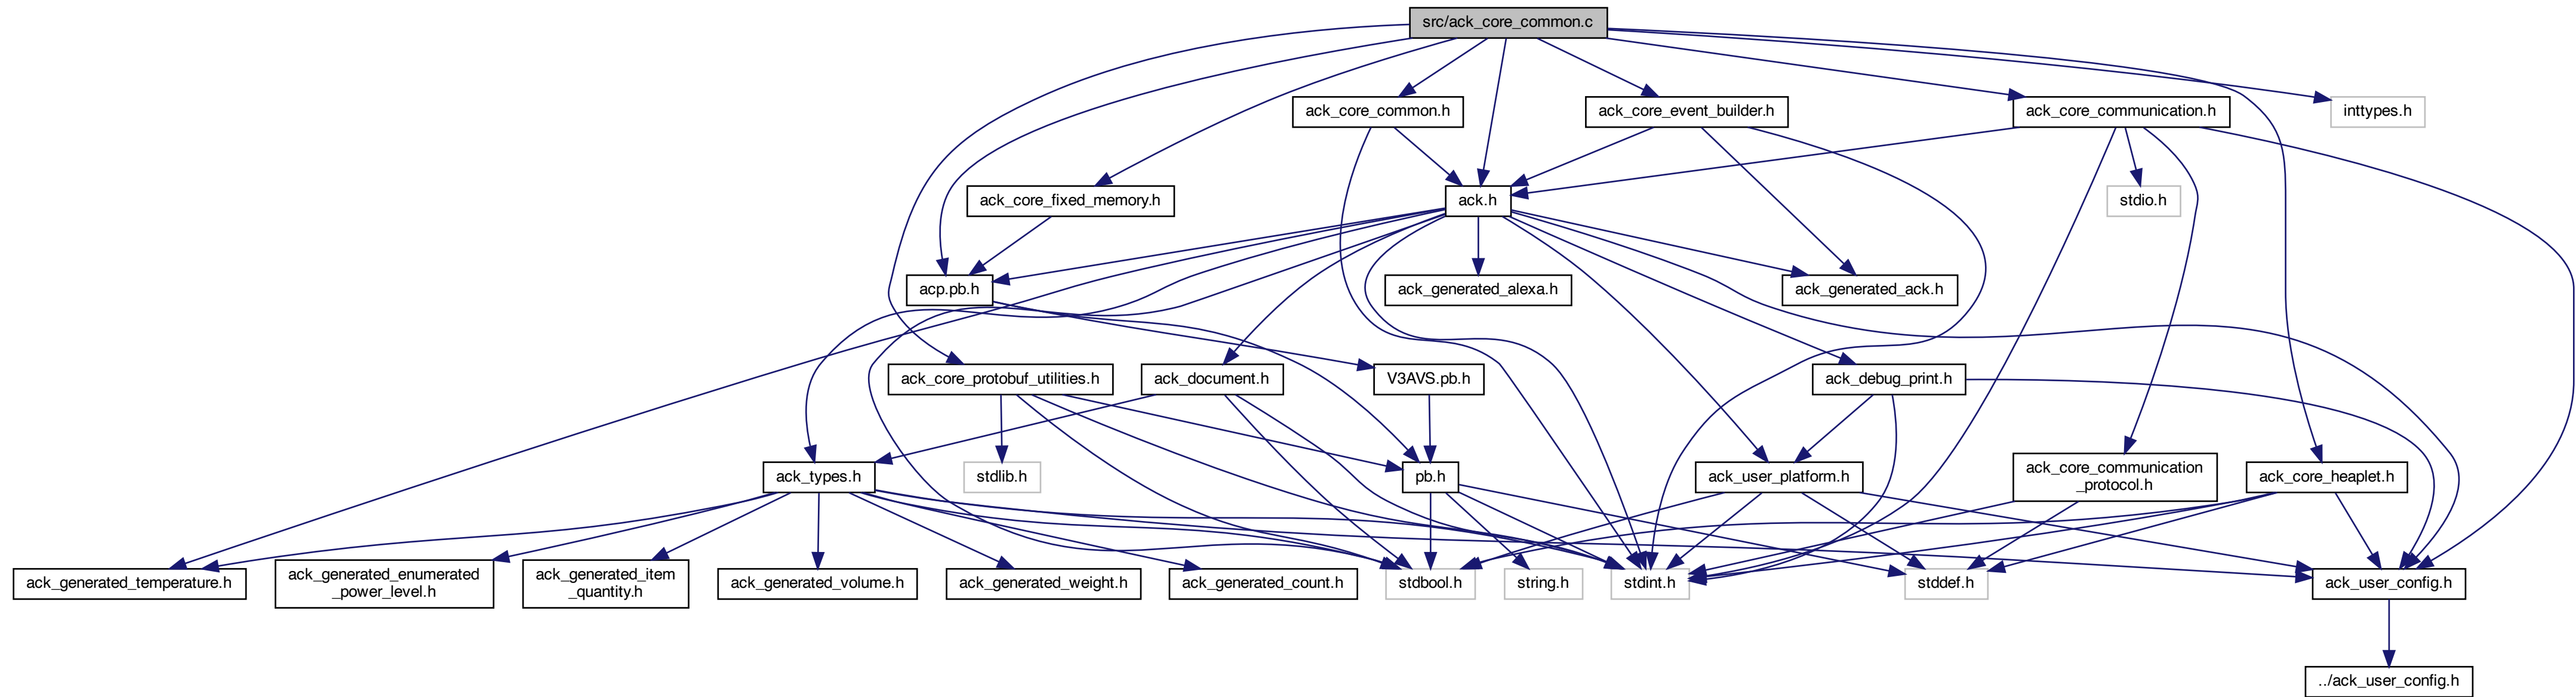 src/ack_core_common.c
ack_core_common.h
ack_core_event_builder.h
ack_core_communication.h
inttypes.h
ack_core_fixed_memory.h
ack.h
stdio.h
acp.pb.h
ack_generated_alexa.h
ack_generated_ack.h
ack_core_protobuf_utilities.h
ack_document.h
V3AVS.pb.h
ack_debug_print.h
ack_types.h
stdlib.h
pb.h
ack_user_platform.h
ack_core_communication
_protocol.h
ack_core_heaplet.h
ack_generated_temperature.h
ack_generated_enumerated
_power_level.h
ack_generated_item
_quantity.h
ack_generated_volume.h
ack_generated_weight.h
ack_generated_count.h
stdbool.h
string.h
stdint.h
stddef.h
ack_user_config.h
../ack_user_config.h